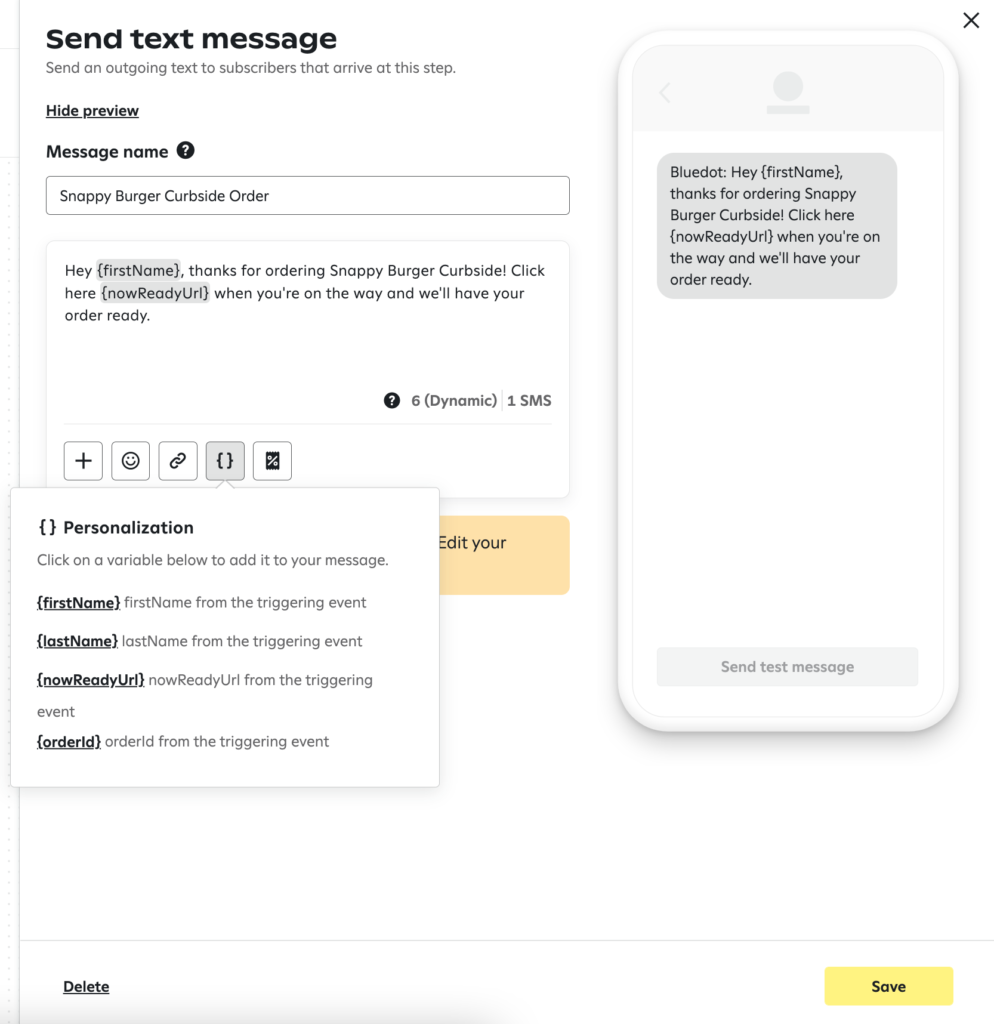 Send text message
Send an outgoing text to subscribers that arrive at this step.
Hide preview
Message name ?
Snappy Burger Curbside Order
Hey {firstName}, thanks for ordering Snappy Burger Curbside! Click
here {nowReadyUrl} when you're on the way and we'll have your
order ready.
? 6 (Dynamic) | 1 SMS
{} Personalization
Click on a variable below to add it to your message.
{firstName} firstName from the triggering event
{lastName} lastName from the triggering event
{nowReadyUrl} nowReadyUrl from the triggering
event
{orderId} orderId from the triggering event
Edit your
Bluedot: Hey {firstName},
thanks for ordering Snappy
Burger Curbside! Click here
{nowReadyUrl} when you're on
the way and we'll have your
order ready.
Send test message
Delete
Save